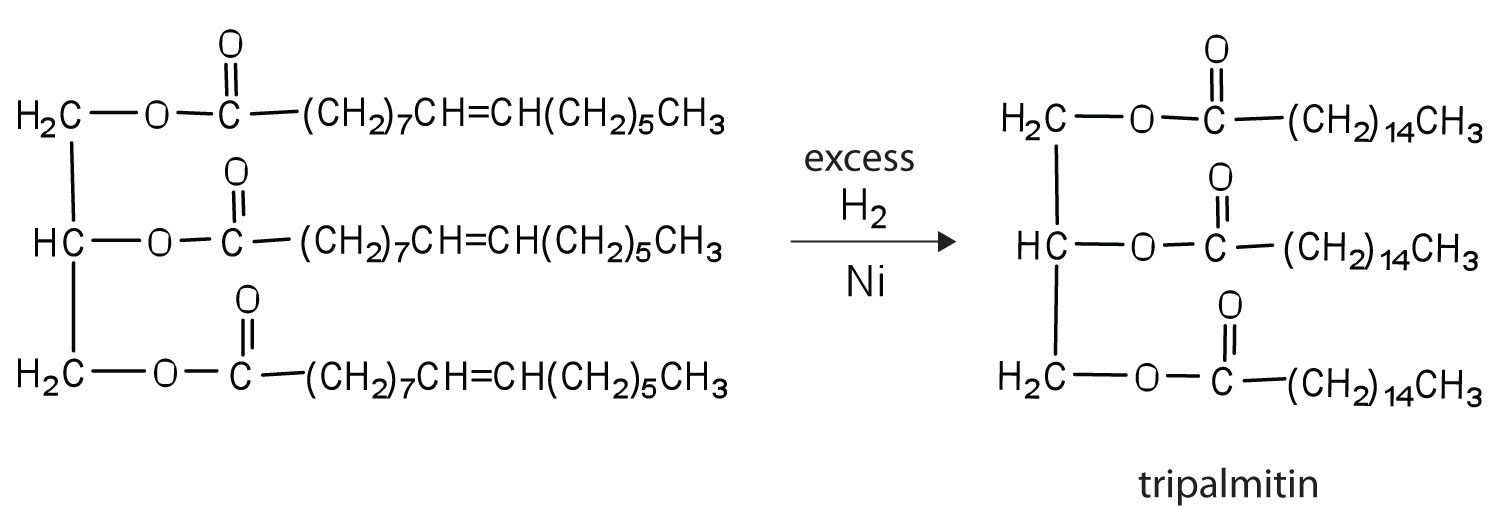 O O
H₂C—O—C—(CH₂)₇CH=CH(CH₂)₅CH₃ excess H₂C—O—C—(CH₂)₁₄CH₃
O H₂ O
HC—O—C—(CH₂)₇CH=CH(CH₂)₅CH₃ HC—O—C—(CH₂)₁₄CH₃
O Ni O
H₂C—O—C—(CH₂)₇CH=CH(CH₂)₅CH₃ H₂C—O—C—(CH₂)₁₄CH₃
tripalmitin